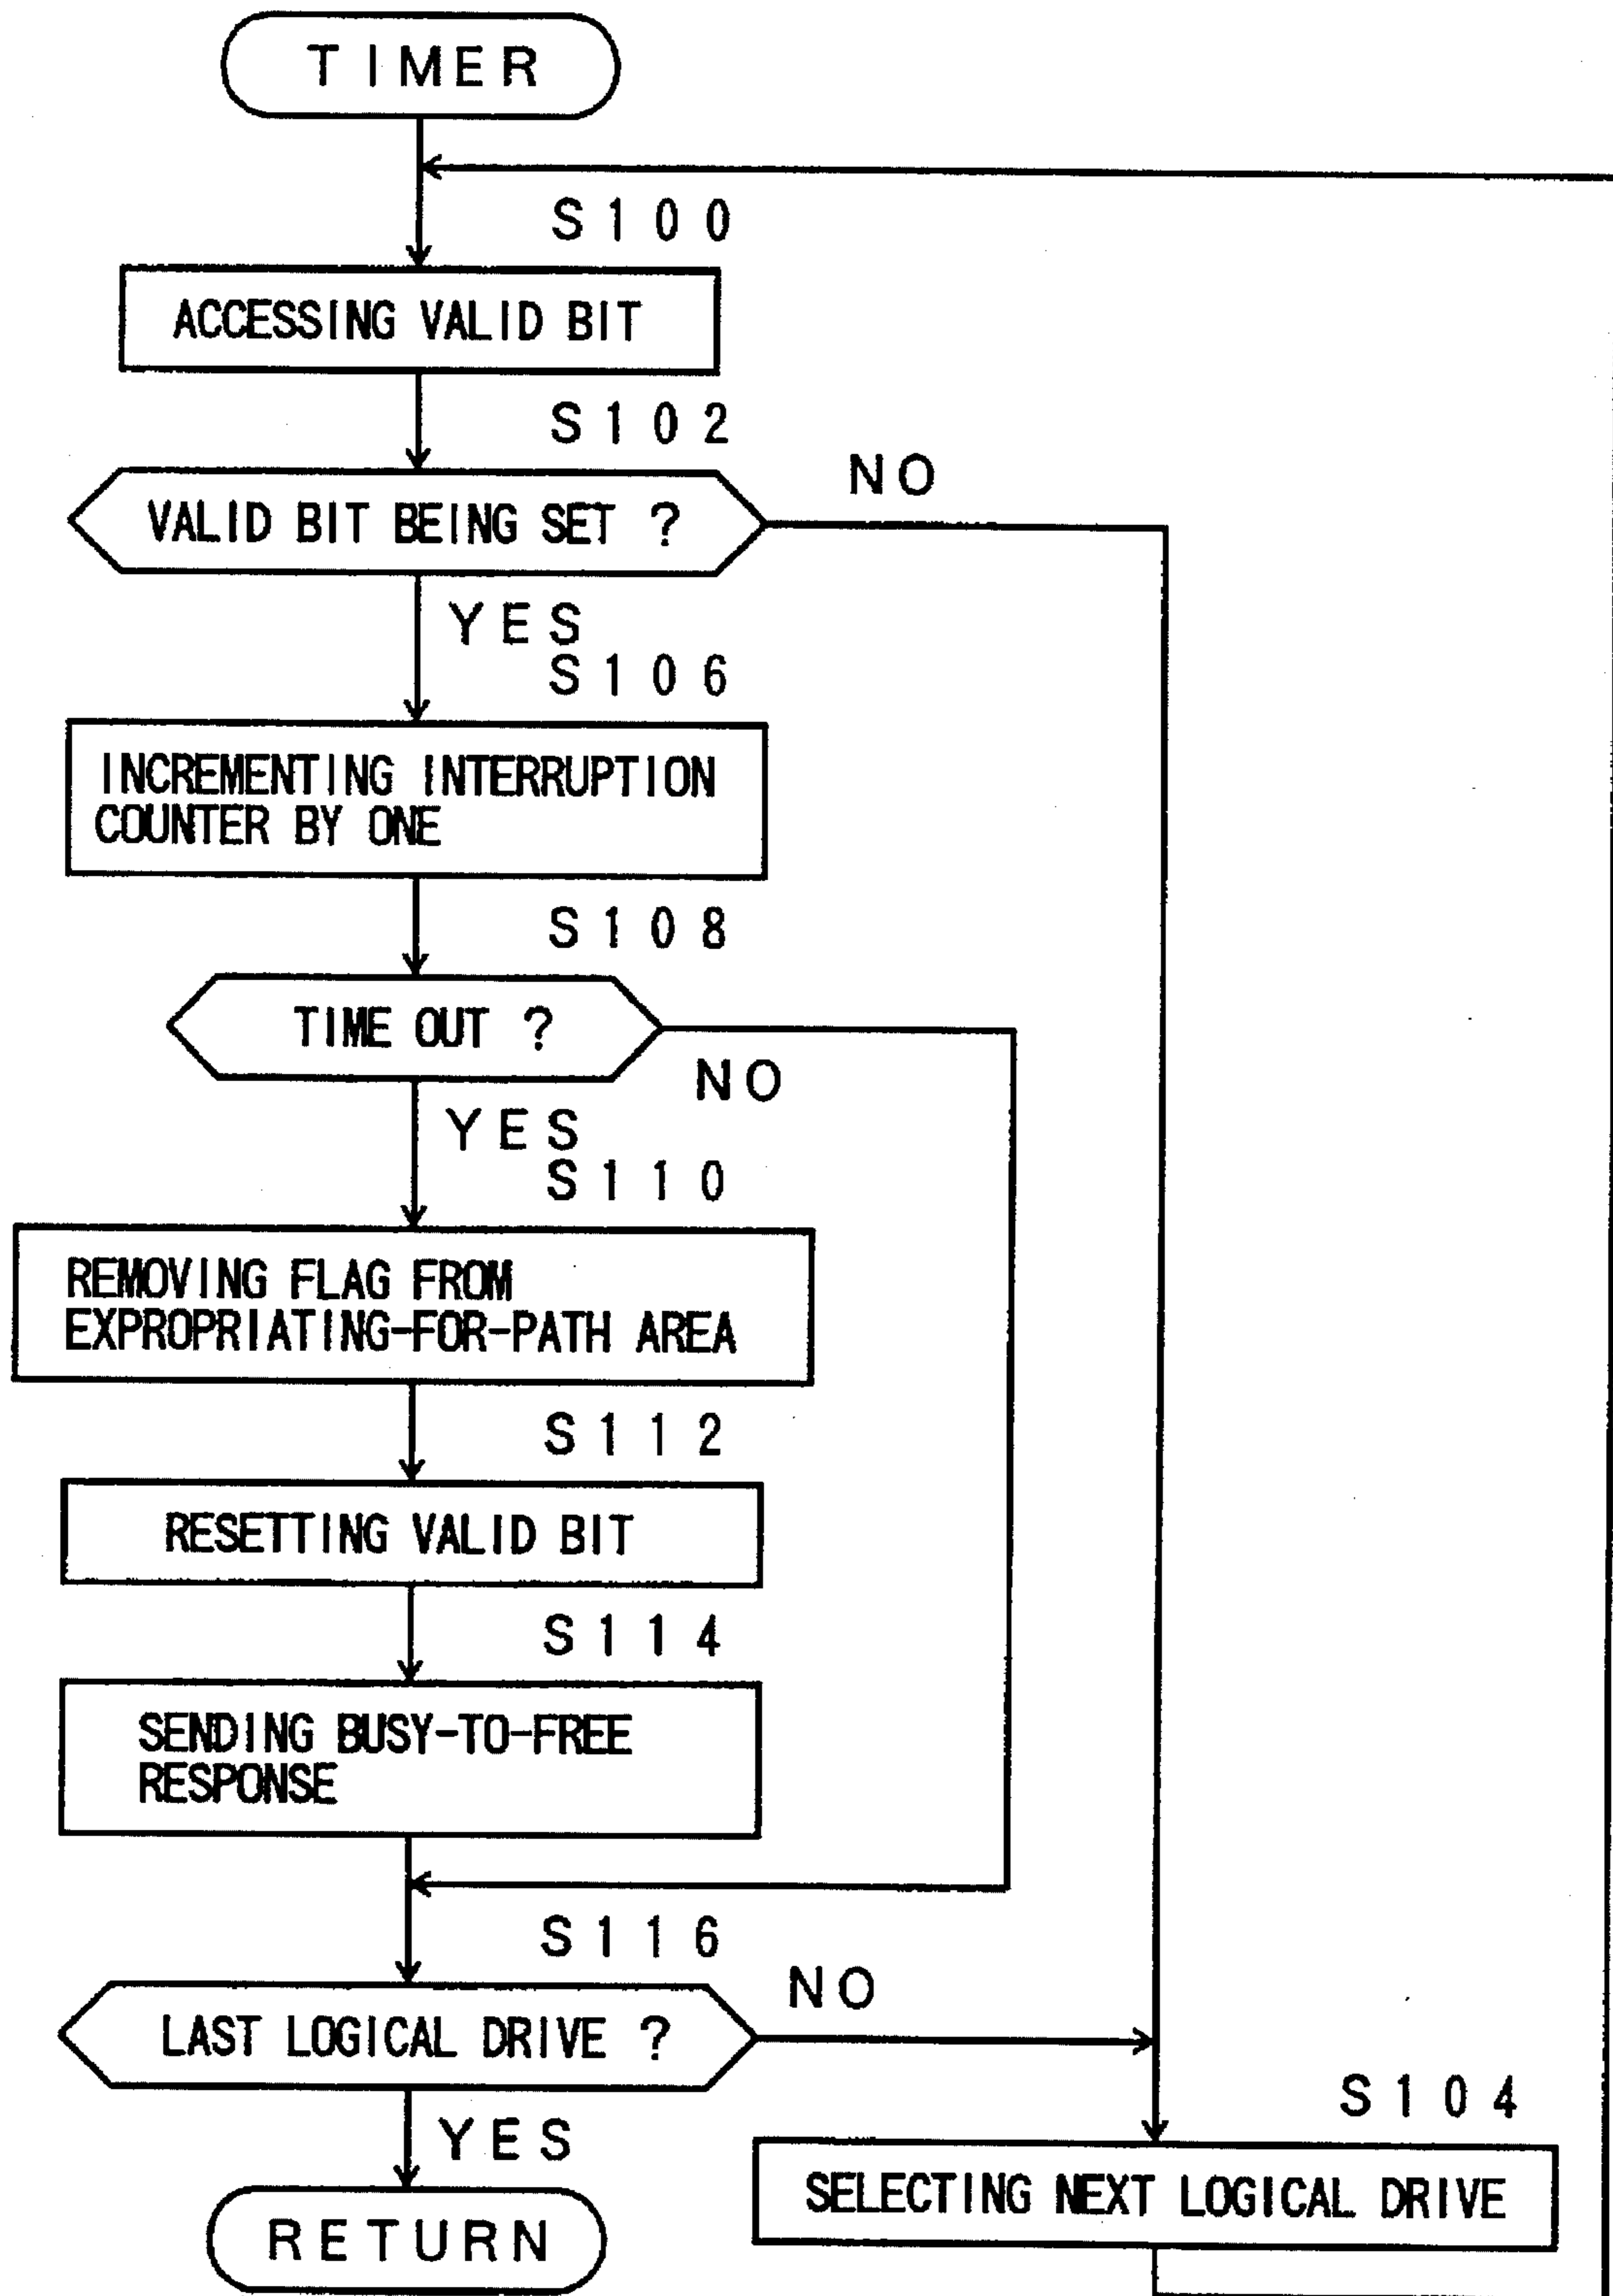 TIMER
S100
ACCESSING VALID BIT
S102
VALID BIT BEING SET ?
NO
YES
S106
INCREMENTING INTERRUPTION
COUNTER BY ONE
S108
TIME OUT ?
NO
YES
S110
REMOVING FLAG FROM
EXPROPRIATING-FOR-PATH AREA
S112
RESETTING VALID BIT
S114
SENDING BUSY-TO-FREE
RESPONSE
S116
LAST LOGICAL DRIVE ?
NO
YES
S104
SELECTING NEXT LOGICAL DRIVE
RETURN